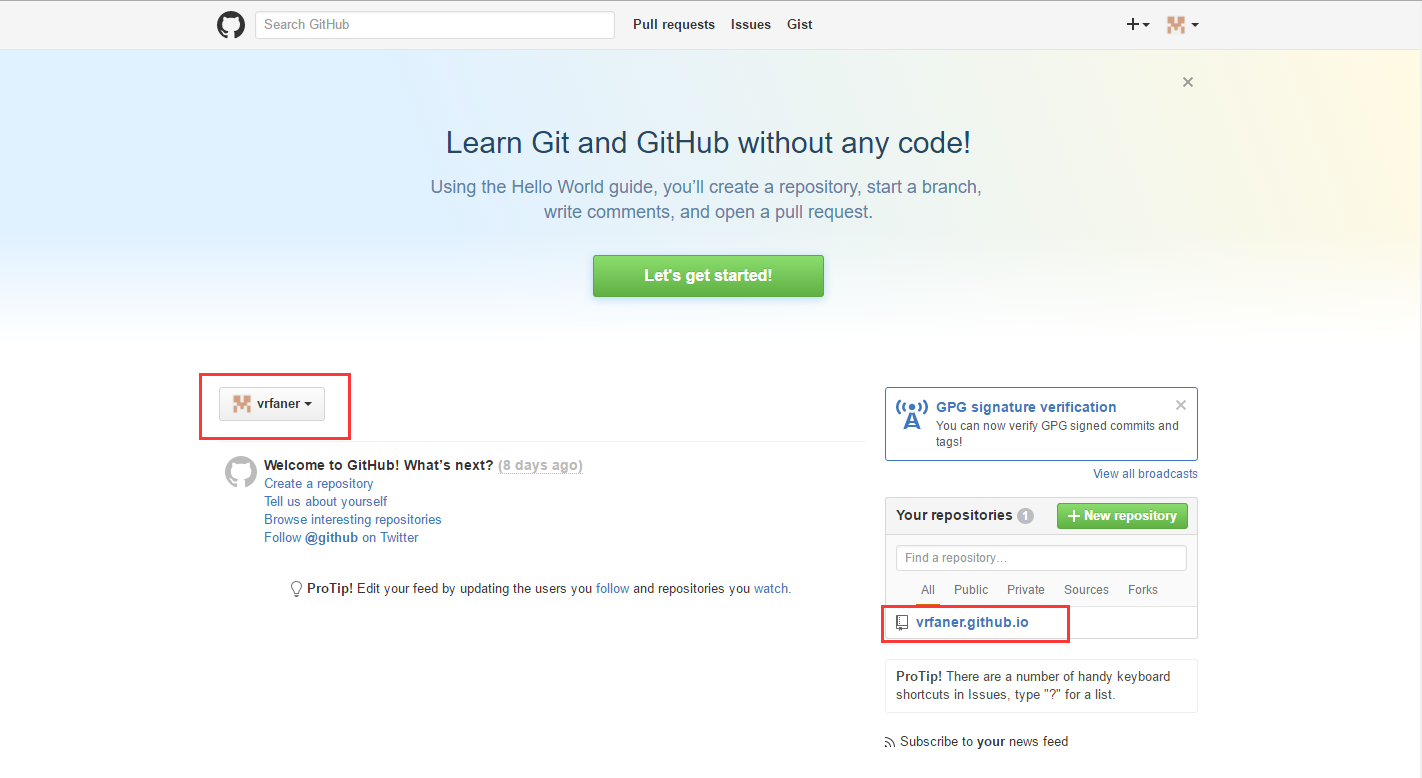 Search GitHub
Pull requests
Issues
Gist
Learn Git and GitHub without any code!
Using the Hello World guide, you’ll create a repository, start a branch,
write comments, and open a pull request.
Let's get started!
vrfaner
Welcome to GitHub! What’s next? (8 days ago)
Create a repository
Tell us about yourself
Browse interesting repositories
Follow @github on Twitter
ProTip! Edit your feed by updating the users you follow and repositories you watch.
GPG signature verification
You can now verify GPG signed commits and
tags!
View all broadcasts
Your repositories 1
New repository
Find a repository…
All Public Private Sources Forks
vrfaner.github.io
ProTip! There are a number of handy keyboard
shortcuts in Issues, type "?" for a list.
Subscribe to your news feed